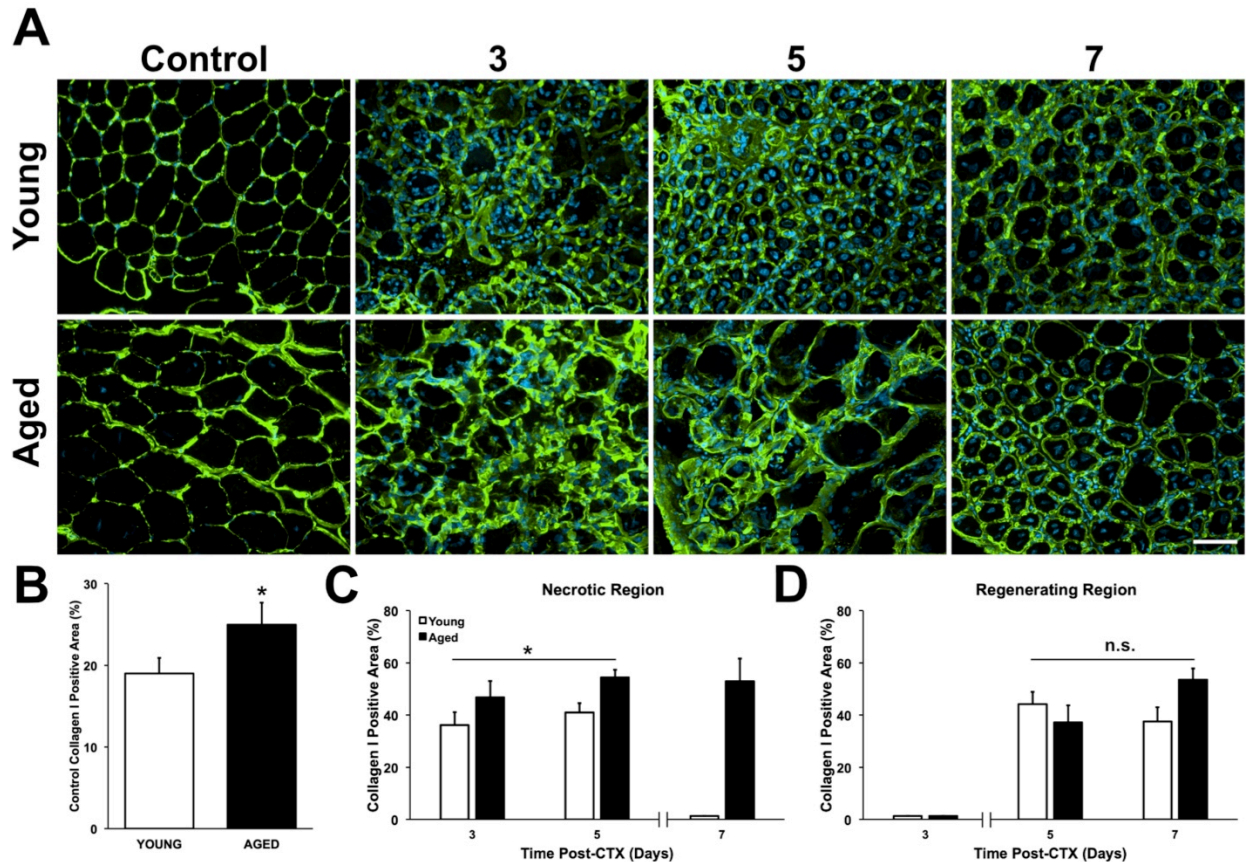 A
Control 3 5 7
Young
Aged
B
Control Collagen I Positive Area (%)
30
20
10
0
*
YOUNG AGED
C
Necrotic Region
Collagen I Positive Area (%)
80
60
40
20
0
Young
Aged
*
3 5 7
Time Post-CTX (Days)
D
Regenerating Region
Collagen I Positive Area (%)
80
60
40
20
0
n.s.
3 5 7
Time Post-CTX (Days)